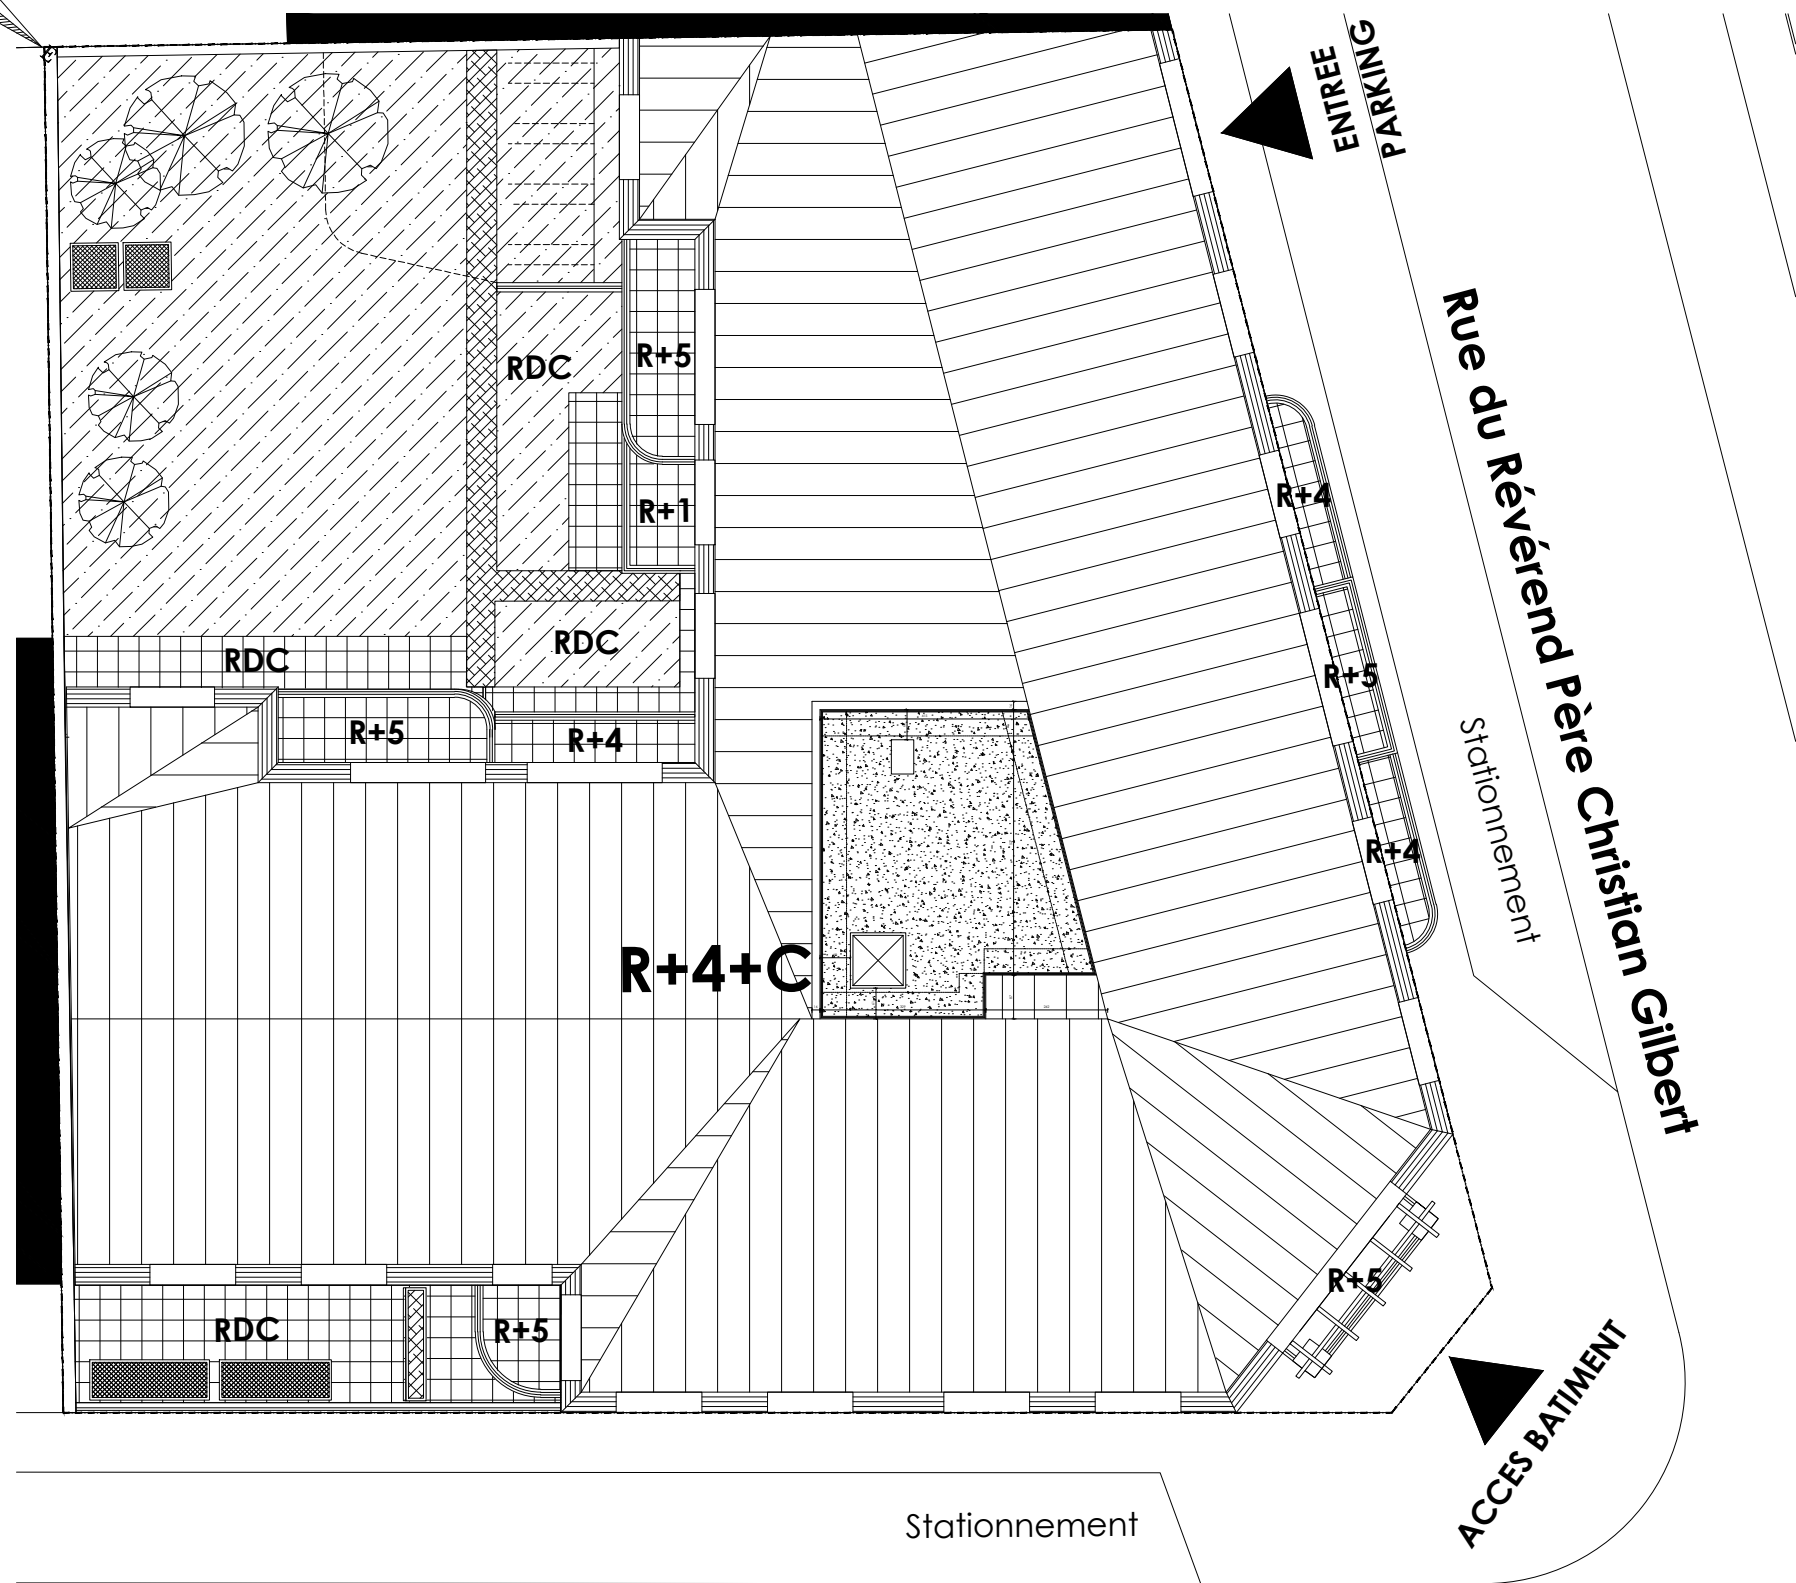 ENTREE
PARKING
RDC
R+5
R+1
R+4
Rue du Révérend Père Christian Gilbert
RDC
RDC
R+5
R+5
R+4
Stationnement
R+4
R+4+C
R+5
RDC
R+5
ACCES BATIMENT
Stationnement